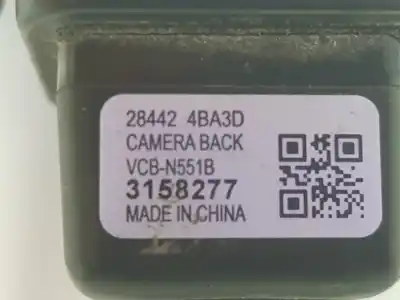 28442 4BA3D
CAMERA BACK
VCB-N551B
3158277
MADE IN CHINA